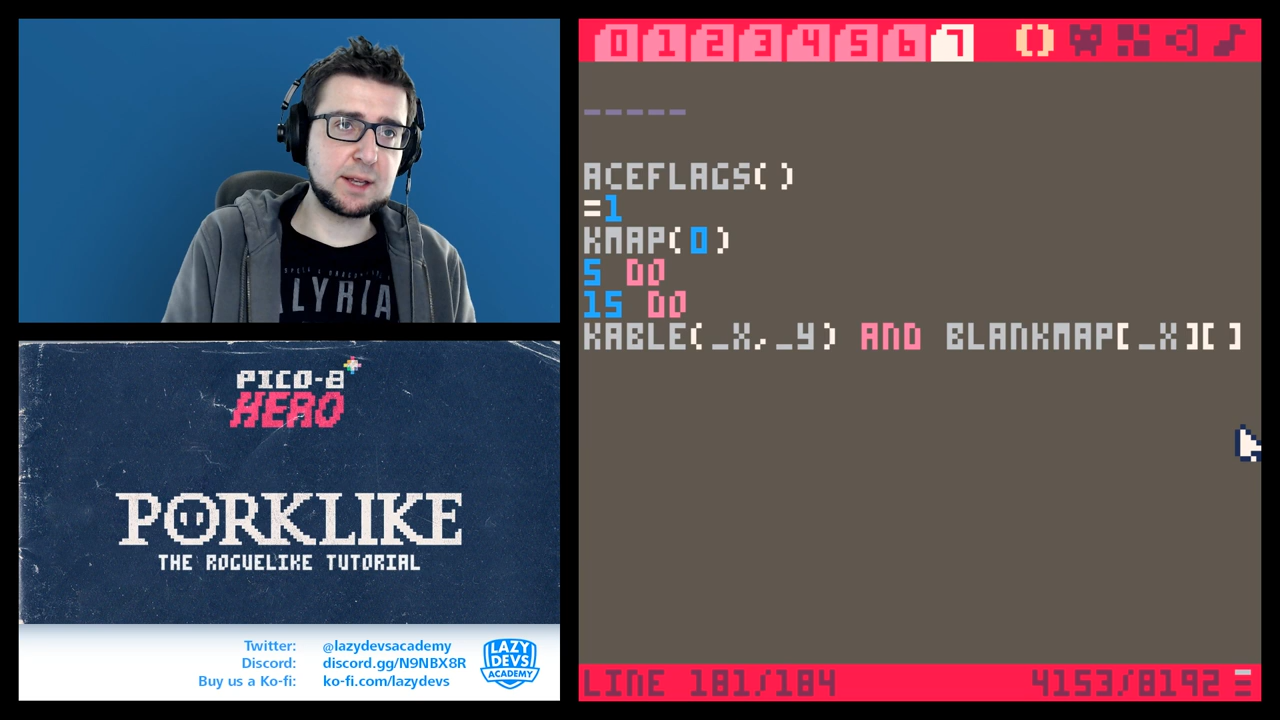 LYRIA
PICO-8
HERO
PORKLIKE
THE ROGUELIKE TUTORIAL
Twitter: @lazydevsacademy
Discord: discord.gg/N9NBX8R
Buy us a Ko-fi: ko-fi.com/lazydevs
LAZY
DEVS
ACADEMY
0 1 2 3 4 5 6 7 ()
-----
ACEFLAGS()
=1
KMAP(0)
5 DO
15 DO
KABLE(_X,_Y) AND BLANKMAP[_X][]
LINE 181/184 4153/8192